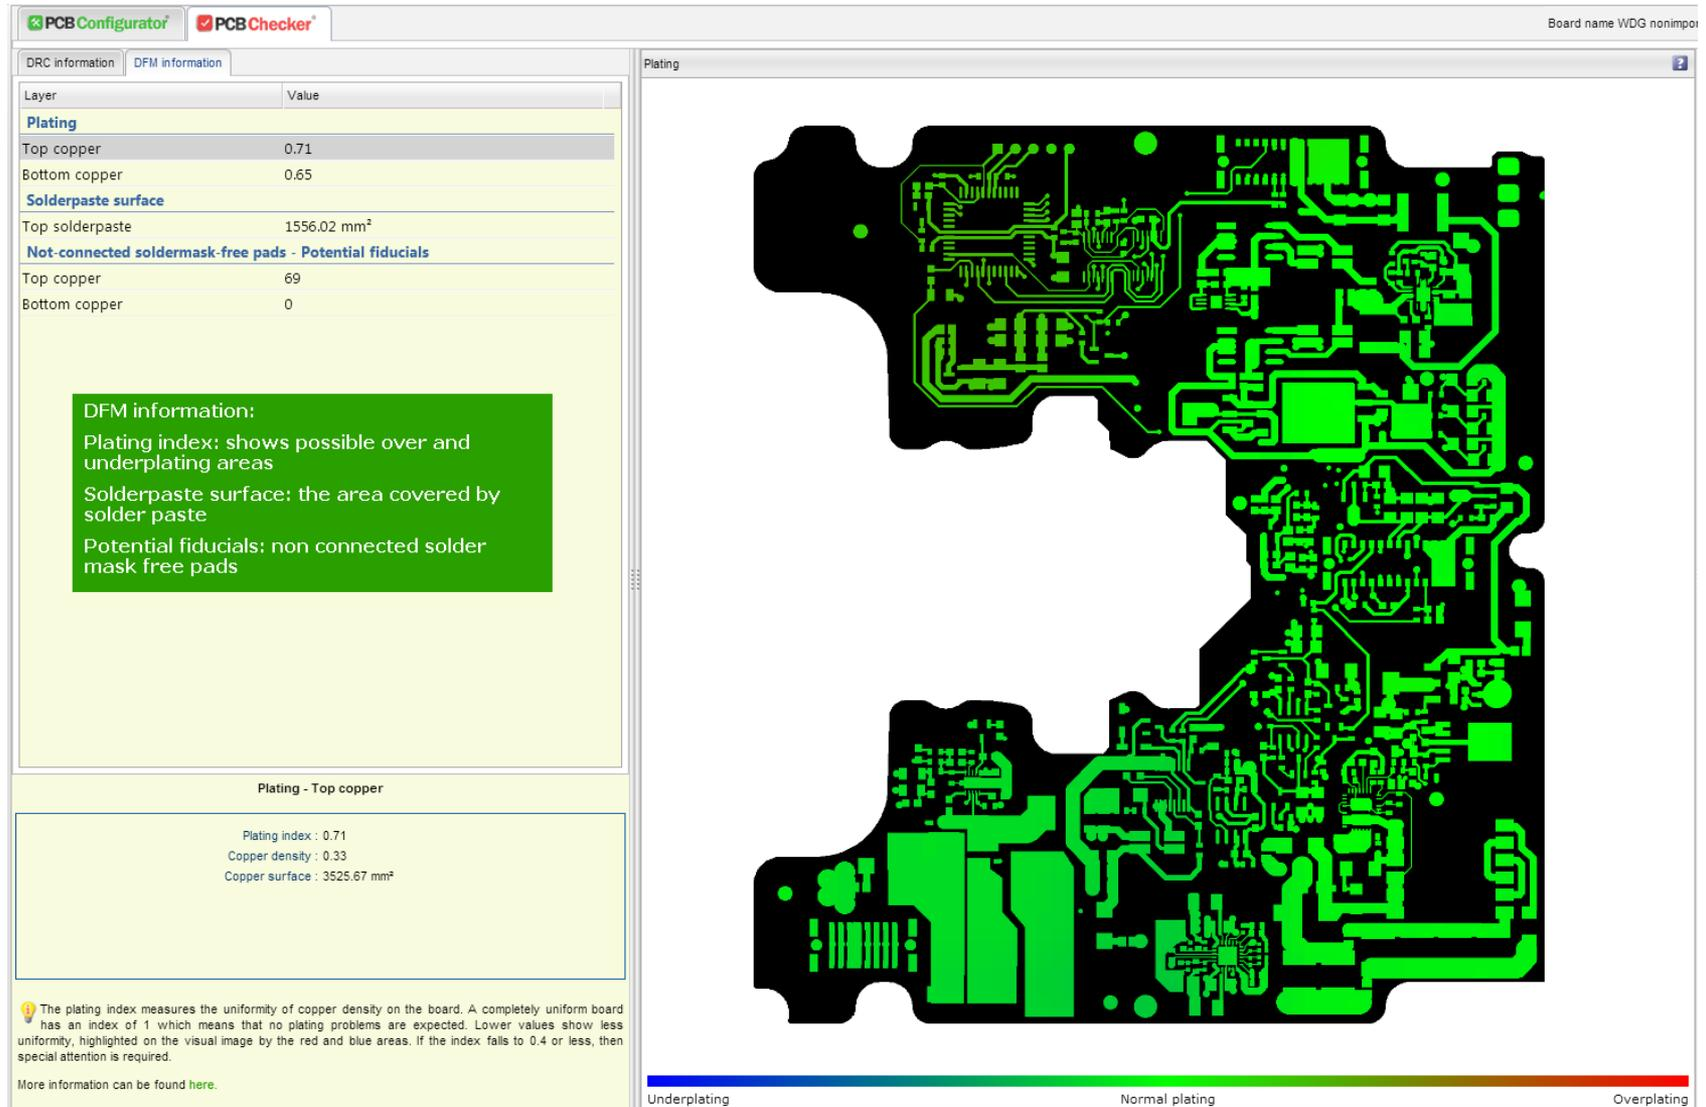 PCB Configurator®
PCB Checker®
Board name WDG nonimpor
DRC information
DFM information
Plating
Layer Value
Plating
Top copper 0.71
Bottom copper 0.65
Solderpaste surface
Top solderpaste 1556.02 mm²
Not-connected soldermask-free pads - Potential fiducials
Top copper 69
Bottom copper 0
DFM information:
Plating index: shows possible over and
underplating areas
Solderpaste surface: the area covered by
solder paste
Potential fiducials: non connected solder
mask free pads
Plating - Top copper
Plating index : 0.71
Copper density : 0.33
Copper surface : 3525.67 mm²
The plating index measures the uniformity of copper density on the board. A completely uniform board
has an index of 1 which means that no plating problems are expected. Lower values show less
uniformity, highlighted on the visual image by the red and blue areas. If the index falls to 0.4 or less, then
special attention is required.
More information can be found here.
Underplating Normal plating Overplating